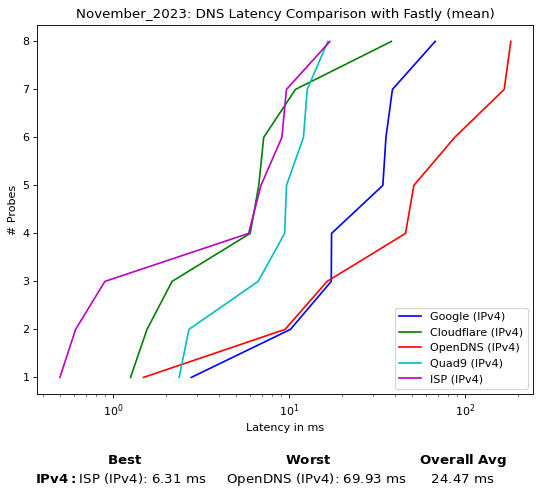 November_2023: DNS Latency Comparison with Fastly (mean)
# Probes
8
7
6
5
4
3
2
1
Google (IPv4)
Cloudflare (IPv4)
OpenDNS (IPv4)
Quad9 (IPv4)
ISP (IPv4)
10⁰ 10¹ 10²
Latency in ms
Best Worst Overall Avg
IPv4: ISP (IPv4): 6.31 ms OpenDNS (IPv4): 69.93 ms 24.47 ms